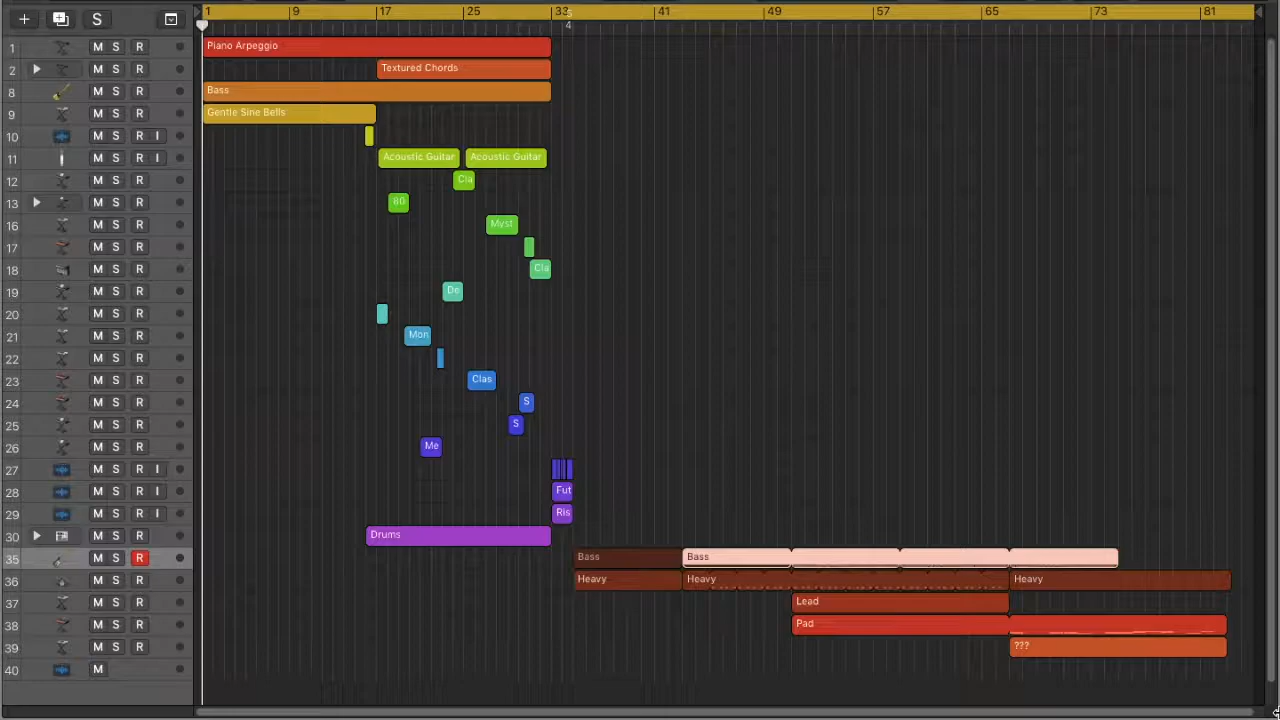 + S 1 9 17 25 33 41 49 57 65 73 81
4
1 M S R Piano Arpeggio
2 M S R Textured Chords
8 M S R Bass
9 M S R Gentle Sine Bells
10 M S R I
11 M S R I Acoustic Guitar Acoustic Guitar
12 M S R Cla
13 M S R 80
16 M S R Myst
17 M S R
18 M S R Cla
19 M S R De
20 M S R
21 M S R Mon
22 M S R
23 M S R Clas
24 M S R S
25 M S R S
26 M S R Me
27 M S R I
28 M S R I Fut
29 M S R I Ris
30 M S R Drums
35 M S R Bass Bass
36 M S R Heavy Heavy Heavy
37 M S R Lead
38 M S R Pad
39 M S R ???
40 M